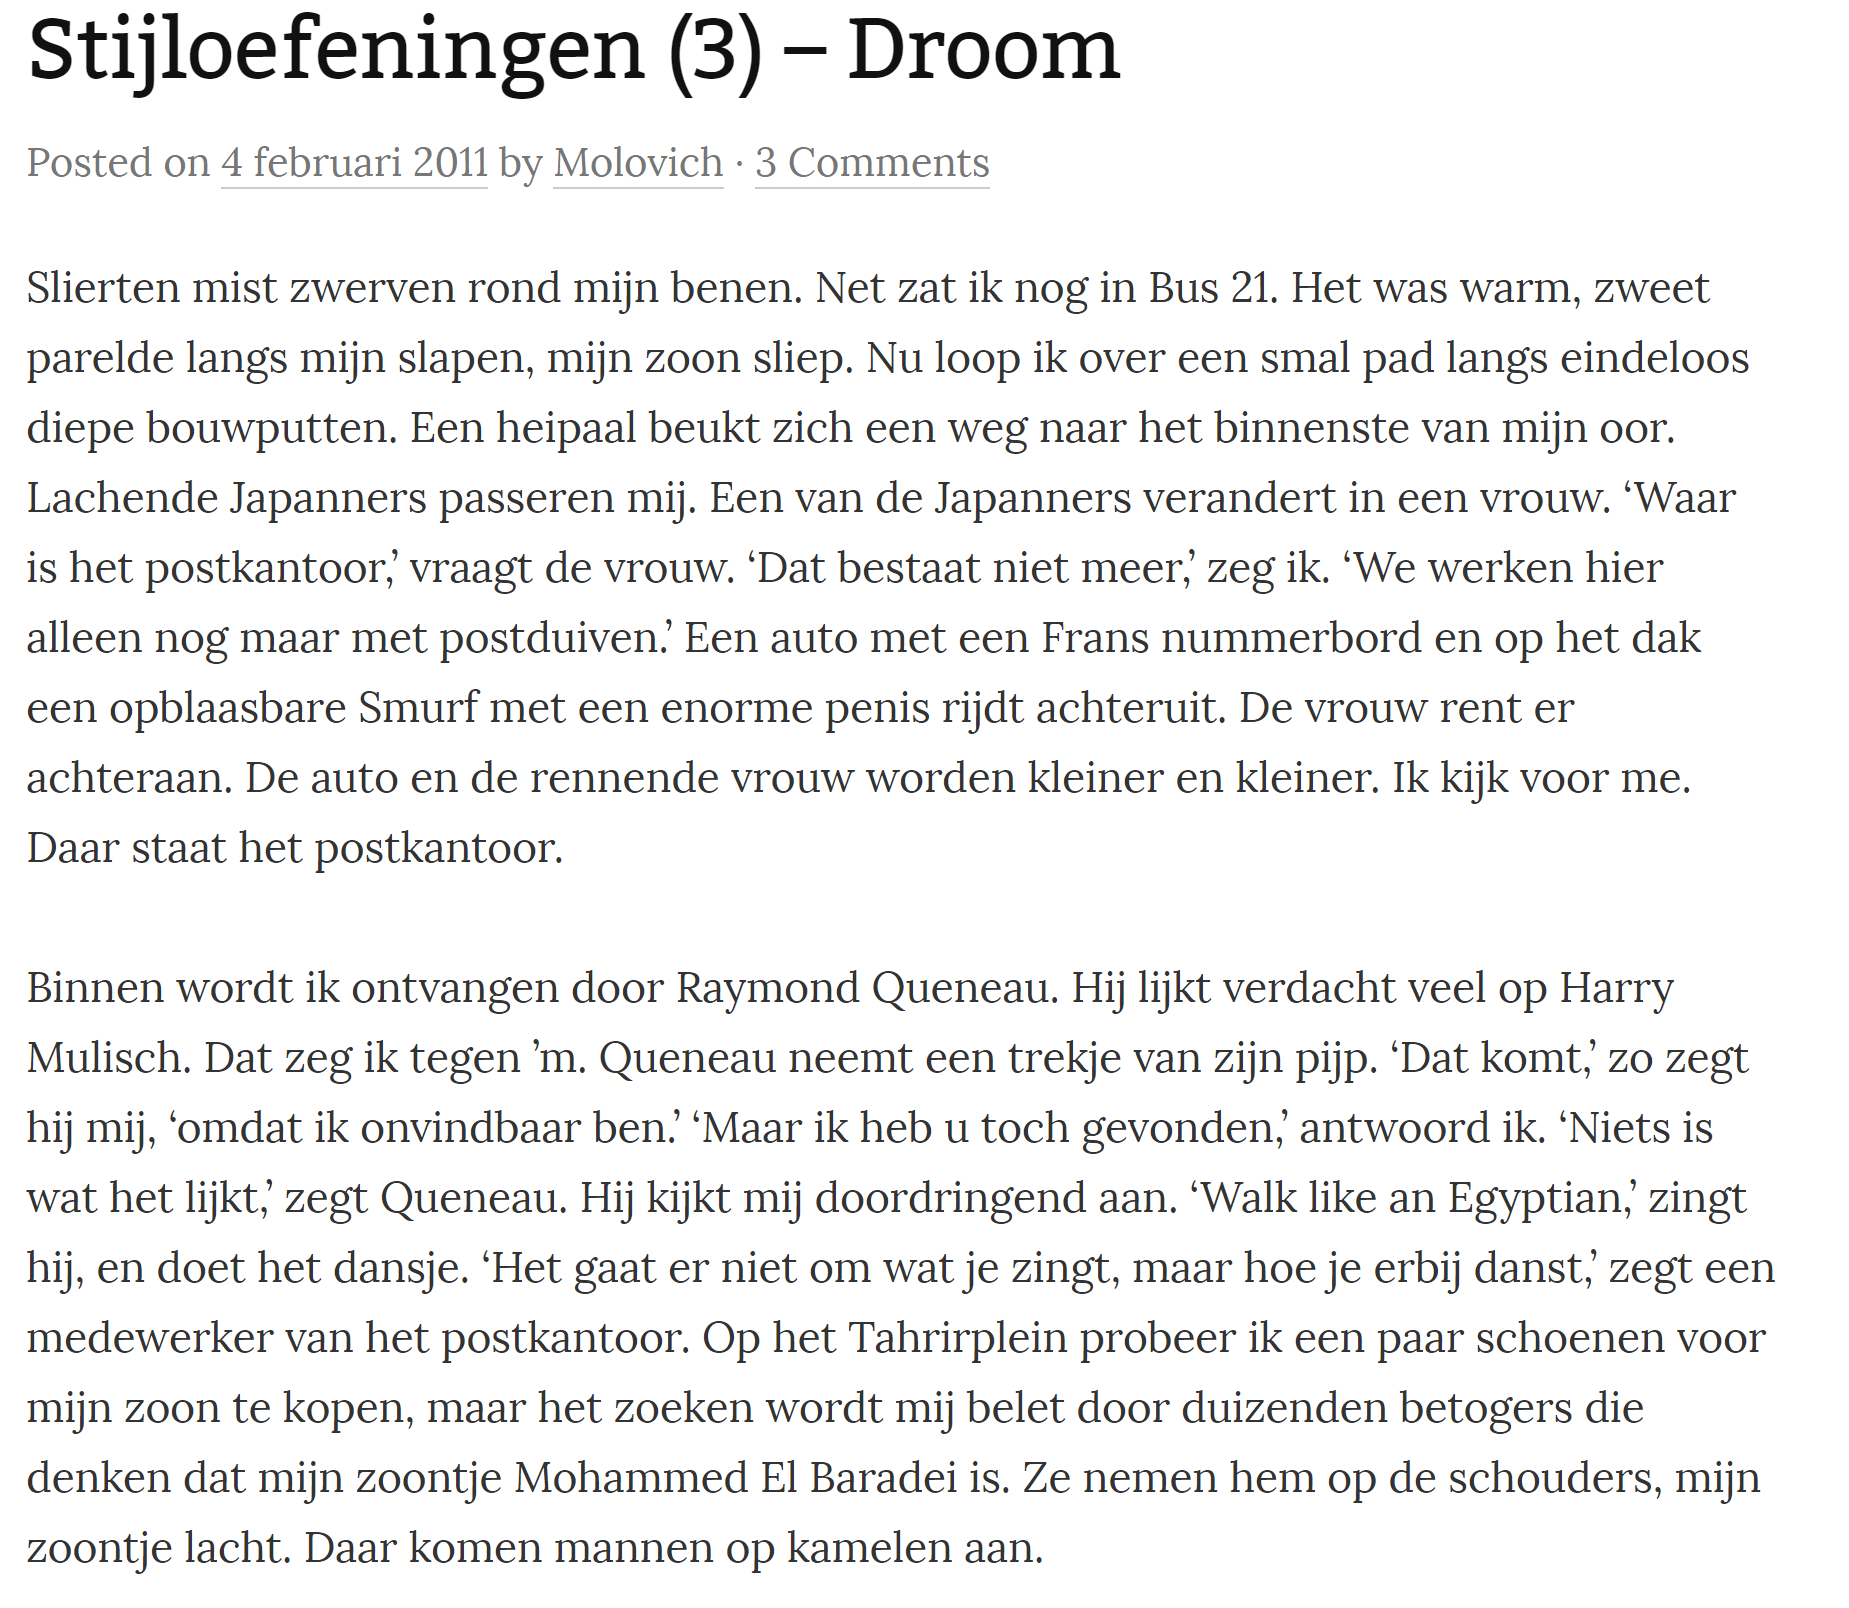 Stijloefeningen (3) – Droom
Posted on 4 februari 2011 by Molovich · 3 Comments
Slierten mist zwerven rond mijn benen. Net zat ik nog in Bus 21. Het was warm, zweet
parelde langs mijn slapen, mijn zoon sliep. Nu loop ik over een smal pad langs eindeloos
diepe bouwputten. Een heipaal beukt zich een weg naar het binnenste van mijn oor.
Lachende Japanners passeren mij. Een van de Japanners verandert in een vrouw. ‘Waar
is het postkantoor,’ vraagt de vrouw. ‘Dat bestaat niet meer,’ zeg ik. ‘We werken hier
alleen nog maar met postduiven.’ Een auto met een Frans nummerbord en op het dak
een opblaasbare Smurf met een enorme penis rijdt achteruit. De vrouw rent er
achteraan. De auto en de rennende vrouw worden kleiner en kleiner. Ik kijk voor me.
Daar staat het postkantoor.
Binnen wordt ik ontvangen door Raymond Queneau. Hij lijkt verdacht veel op Harry
Mulisch. Dat zeg ik tegen ’m. Queneau neemt een trekje van zijn pijp. ‘Dat komt,’ zo zegt
hij mij, ‘omdat ik onvindbaar ben.’ ‘Maar ik heb u toch gevonden,’ antwoord ik. ‘Niets is
wat het lijkt,’ zegt Queneau. Hij kijkt mij doordringend aan. ‘Walk like an Egyptian,’ zingt
hij, en doet het dansje. ‘Het gaat er niet om wat je zingt, maar hoe je erbij danst,’ zegt een
medewerker van het postkantoor. Op het Tahrirplein probeer ik een paar schoenen voor
mijn zoon te kopen, maar het zoeken wordt mij belet door duizenden betogers die
denken dat mijn zoontje Mohammed El Baradei is. Ze nemen hem op de schouders, mijn
zoontje lacht. Daar komen mannen op kamelen aan.